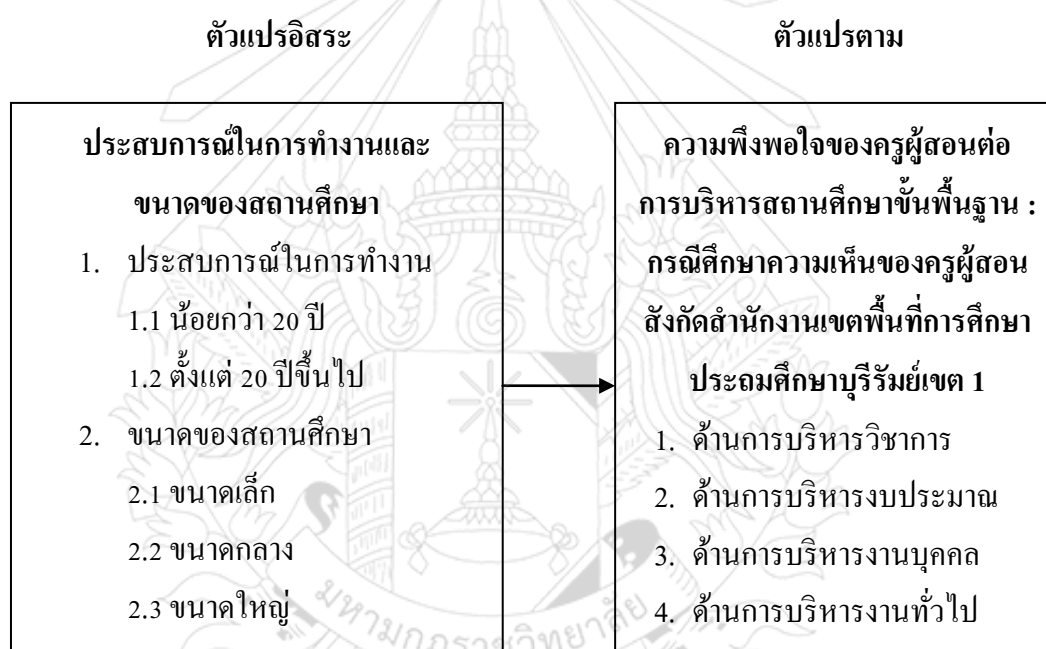 ตัวแปรอิสระ
ตัวแปรตาม
ประสบการณ์ในการทำงานและ
ขนาดของสถานศึกษา
1. ประสบการณ์ในการทำงาน
1.1 น้อยกว่า 20 ปี
1.2 ตั้งแต่ 20 ปีขึ้นไป
2. ขนาดของสถานศึกษา
2.1 ขนาดเล็ก
2.2 ขนาดกลาง
2.3 ขนาดใหญ่
ความพึงพอใจของครูผู้สอนต่อ
การบริหารสถานศึกษาขั้นพื้นฐาน :
กรณีศึกษาความเห็นของครูผู้สอน
สังกัดสำนักงานเขตพื้นที่การศึกษา
ประถมศึกษาบุรีรัมย์เขต 1
1. ด้านการบริหารวิชาการ
2. ด้านการบริหารงบประมาณ
3. ด้านการบริหารงานบุคคล
4. ด้านการบริหารงานทั่วไป